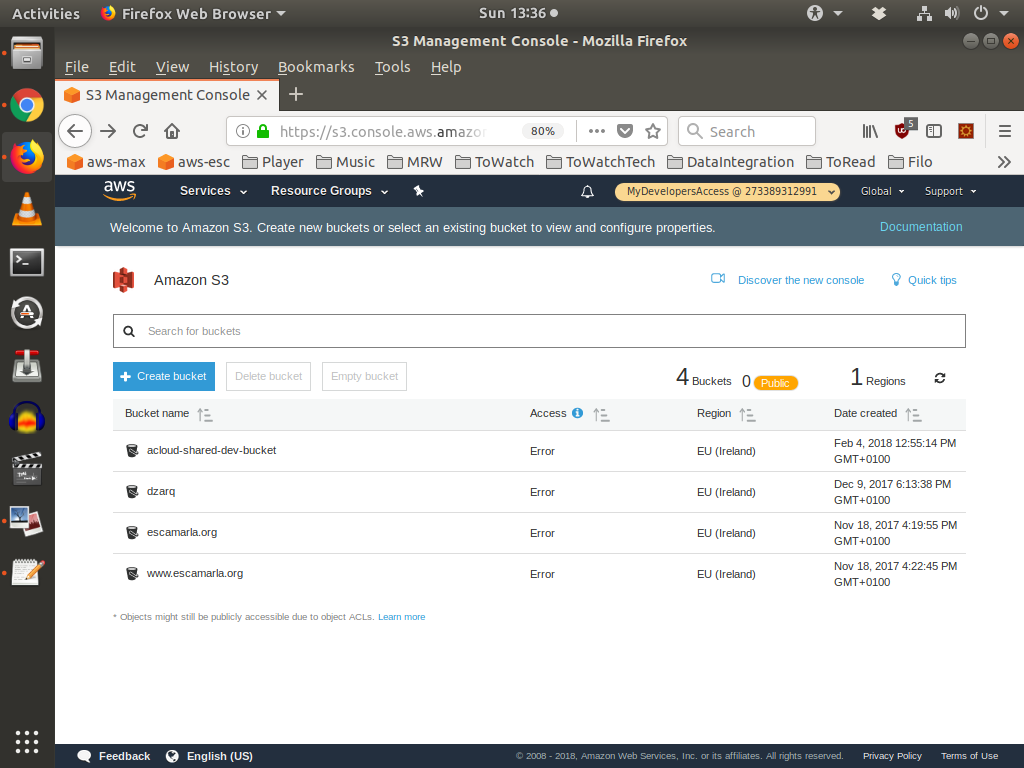 Activities Firefox Web Browser Sun 13:36
S3 Management Console - Mozilla Firefox
File Edit View History Bookmarks Tools Help
S3 Management Console
https://s3.console.aws.amazo 80% Search 5
aws-max aws-esc Player Music MRW ToWatch ToWatchTech DataIntegration ToRead Filo
aws Services Resource Groups MyDevelopersAccess @ 273389312991 Global Support
Welcome to Amazon S3. Create new buckets or select an existing bucket to view and configure properties. Documentation
Amazon S3 Discover the new console Quick tips
Search for buckets
Create bucket Delete bucket Empty bucket 4 Buckets 0 Public 1 Regions
Bucket name Access Region Date created
acloud-shared-dev-bucket Error EU (Ireland) Feb 4, 2018 12:55:14 PM
GMT+0100
dzarq Error EU (Ireland) Dec 9, 2017 6:13:38 PM
GMT+0100
escamarla.org Error EU (Ireland) Nov 18, 2017 4:19:55 PM
GMT+0100
www.escamarla.org Error EU (Ireland) Nov 18, 2017 4:22:45 PM
GMT+0100
* Objects might still be publicly accessible due to object ACLs. Learn more
Feedback English (US) © 2008 - 2018, Amazon Web Services, Inc. or its affiliates. All rights reserved. Privacy Policy Terms of Use